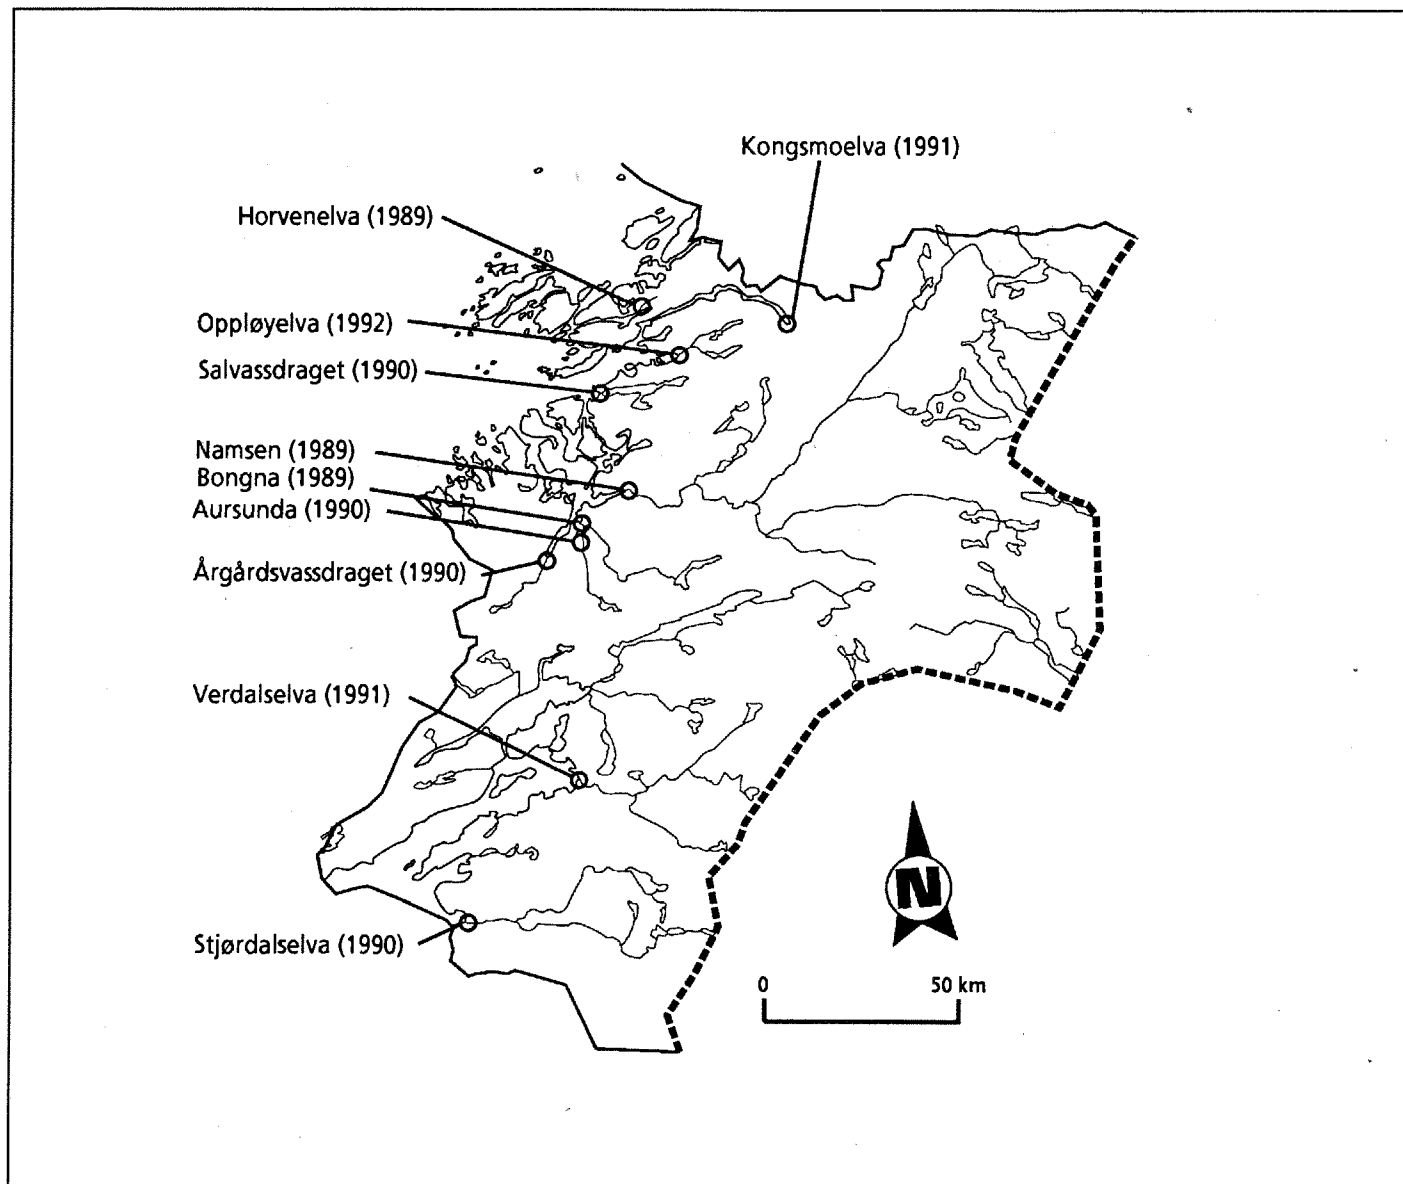 Kongsmoelva (1991)
Horvenelva (1989)
Oppløyelva (1992)
Salvassdraget (1990)
Namsen (1989)
Bongna (1989)
Aursunda (1990)
Årgårdsvassdraget (1990)
Verdalselva (1991)
Stjørdalselva (1990)
N
0 50 km